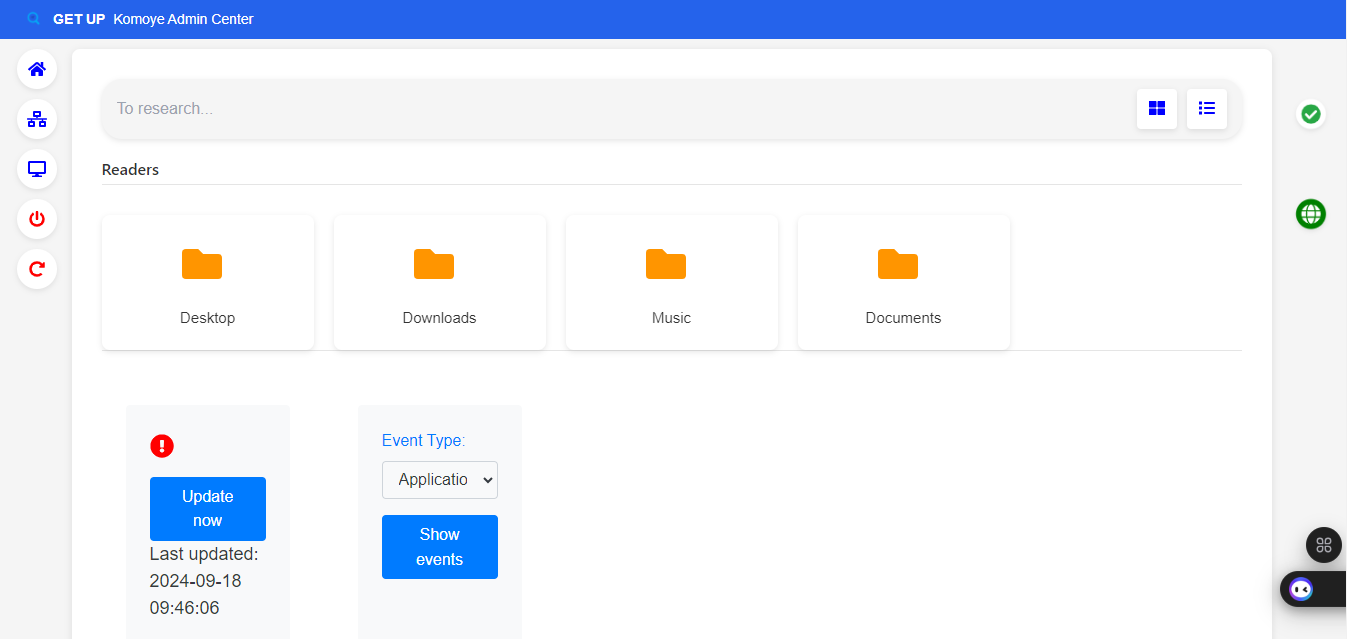 GET UP Komoye Admin Center
To research...
Readers
Desktop
Downloads
Music
Documents
Update
now
Last updated:
2024-09-18
09:46:06
Event Type:
Applicatio
Show
events